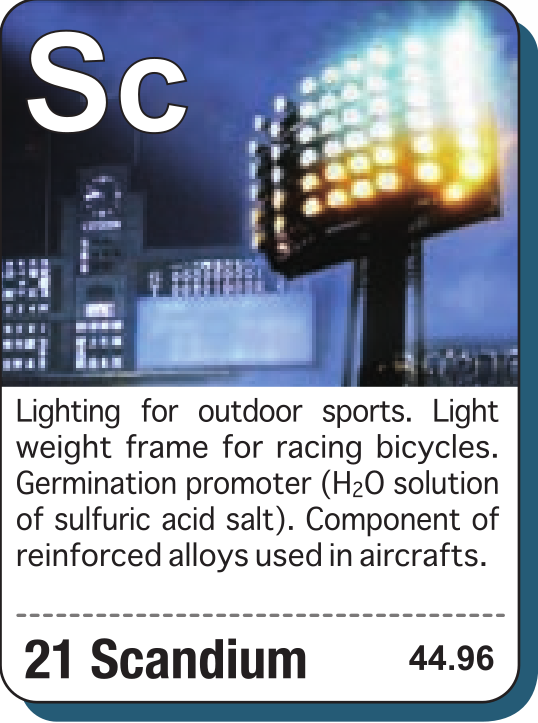 Sc
Lighting for outdoor sports. Light
weight frame for racing bicycles.
Germination promoter (H₂O solution
of sulfuric acid salt). Component of
reinforced alloys used in aircrafts.
21 Scandium 44.96